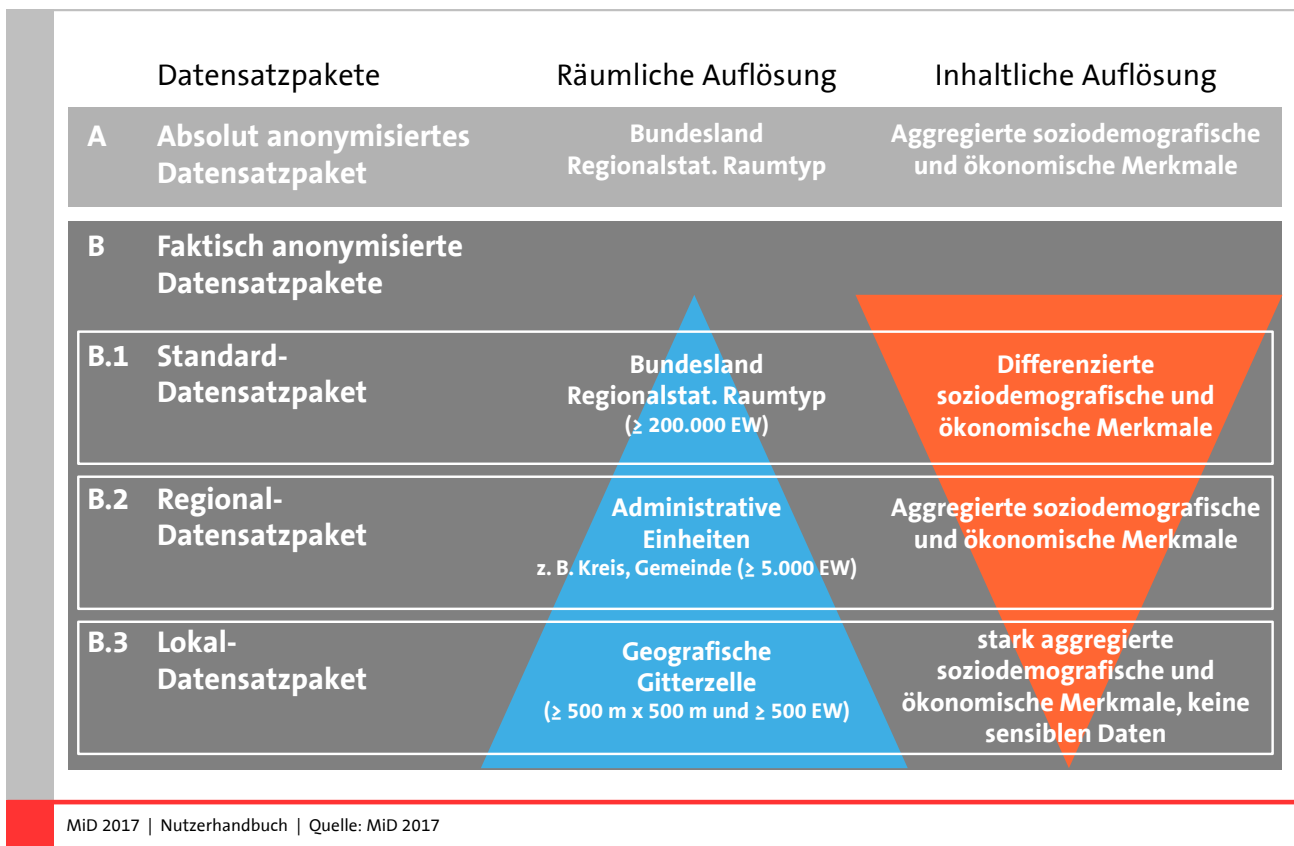 Datensatzpakete
Räumliche Auflösung
Inhaltliche Auflösung
A
Absolut anonymisiertes
Datensatzpaket
Bundesland
Regionalstat. Raumtyp
Aggregierte soziodemografische
und ökonomische Merkmale
B
Faktisch anonymisierte
Datensatzpakete
B.1
Standard-
Datensatzpaket
Bundesland
Regionalstat. Raumtyp
(≥ 200.000 EW)
Differenzierte
soziodemografische und
ökonomische Merkmale
B.2
Regional-
Datensatzpaket
Administrative
Einheiten
z. B. Kreis, Gemeinde (≥ 5.000 EW)
Aggregierte soziodemografische
und ökonomische Merkmale
B.3
Lokal-
Datensatzpaket
Geografische
Gitterzelle
(≥ 500 m x 500 m und ≥ 500 EW)
stark aggregierte
soziodemografische und
ökonomische Merkmale, keine
sensiblen Daten
MiD 2017 | Nutzerhandbuch | Quelle: MiD 2017